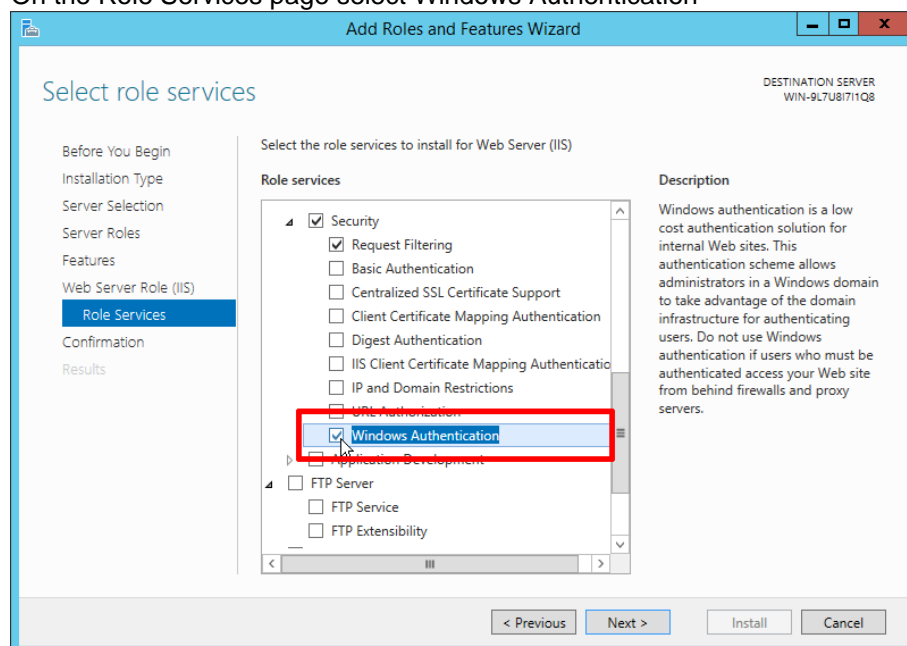 On the Role Services page select Windows Authentication
Add Roles and Features Wizard
Select role services
DESTINATION SERVER
WIN-9L7U8I7I1Q8
Before You Begin
Installation Type
Server Selection
Server Roles
Features
Web Server Role (IIS)
Role Services
Confirmation
Results
Select the role services to install for Web Server (IIS)
Role services
Security
Request Filtering
Basic Authentication
Centralized SSL Certificate Support
Client Certificate Mapping Authentication
Digest Authentication
IIS Client Certificate Mapping Authenticatio
IP and Domain Restrictions
URL Authorization
Windows Authentication
Application Development
FTP Server
FTP Service
FTP Extensibility
Description
Windows authentication is a low
cost authentication solution for
internal Web sites. This
authentication scheme allows
administrators in a Windows domain
to take advantage of the domain
infrastructure for authenticating
users. Do not use Windows
authentication if users who must be
authenticated access your Web site
from behind firewalls and proxy
servers.
< Previous
Next >
Install
Cancel